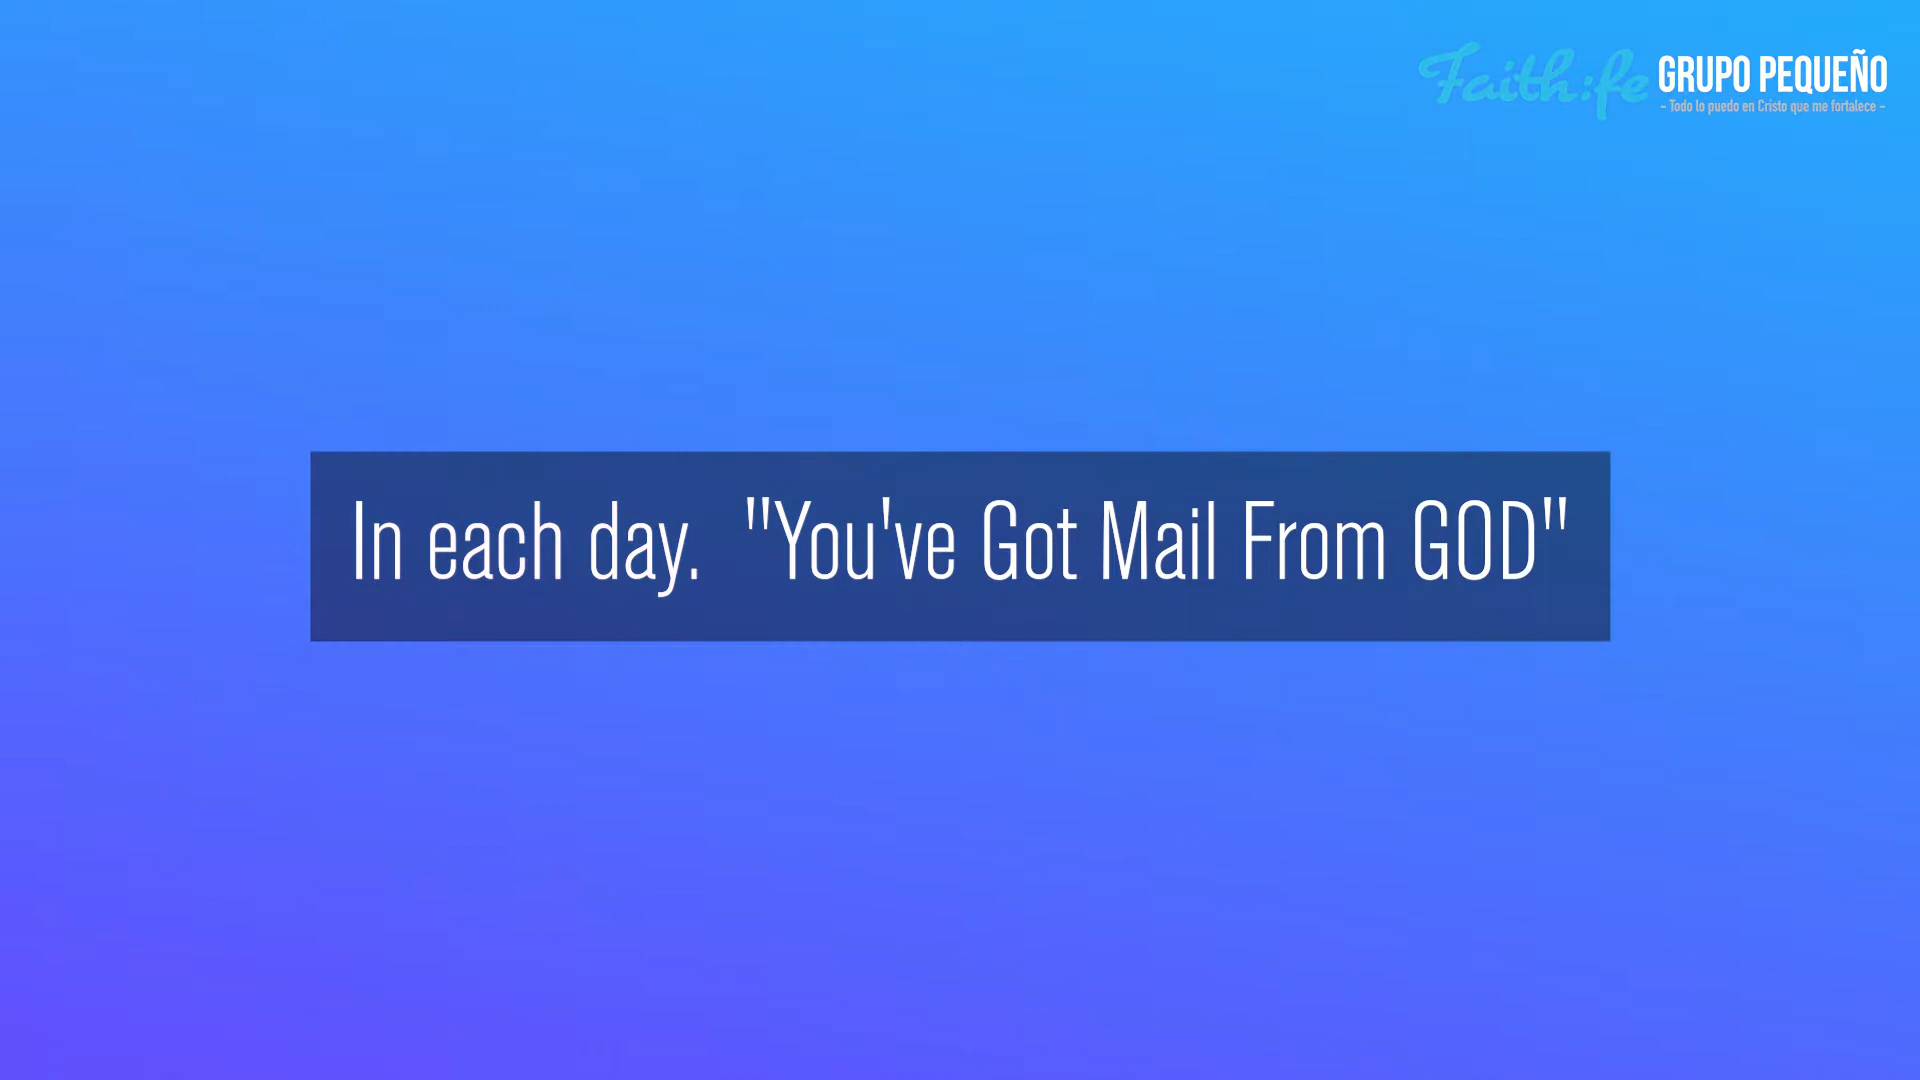 Faith:fe GRUPO PEQUEÑO
- Todo lo puedo en Cristo que me fortalece -
In each day.  "You've Got Mail From GOD"